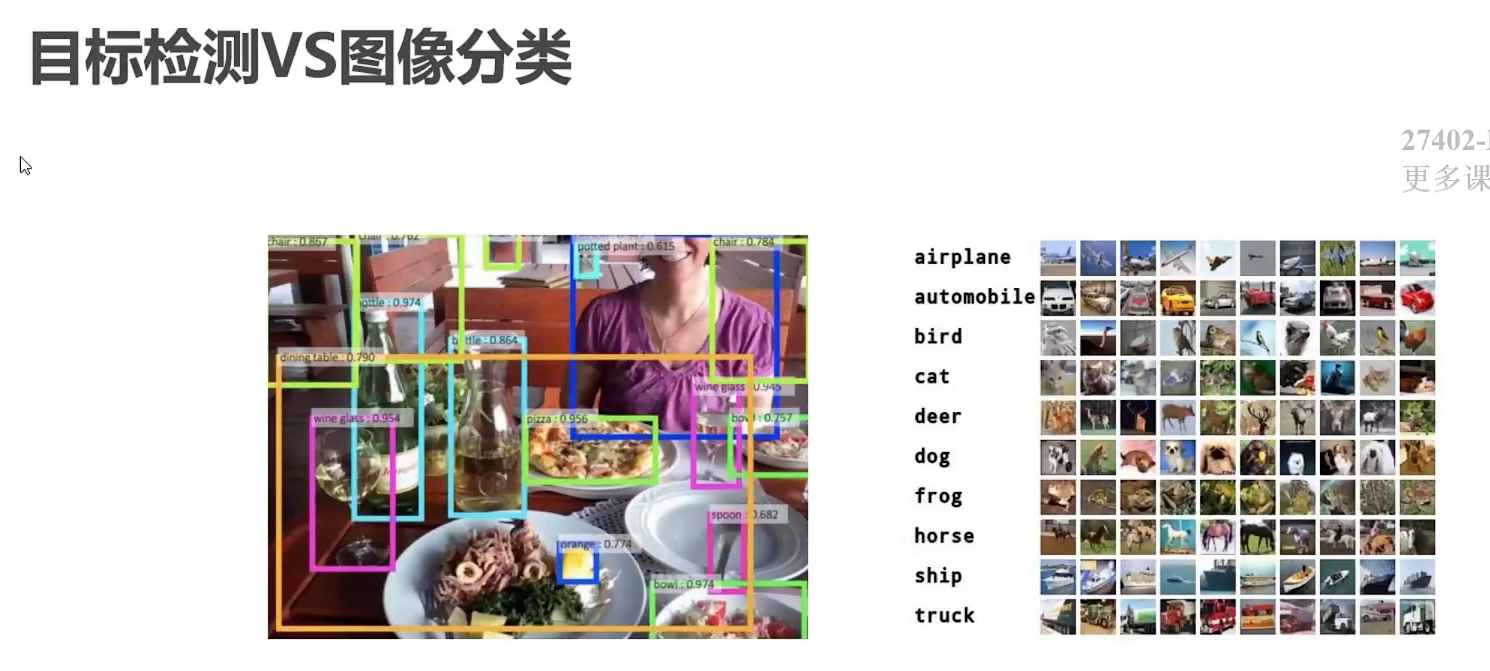 目标检测VS图像分类
27402-
更多课
chair : 0.867
chair : 0.762
potted plant : 0.615
chair : 0.784
bottle : 0.974
bottle : 0.864
dining table : 0.790
wine glass : 0.945
wine glass : 0.954
pizza : 0.956
bowl : 0.757
spoon : 0.682
orange : 0.774
bowl : 0.974
airplane
automobile
bird
cat
deer
dog
frog
horse
ship
truck